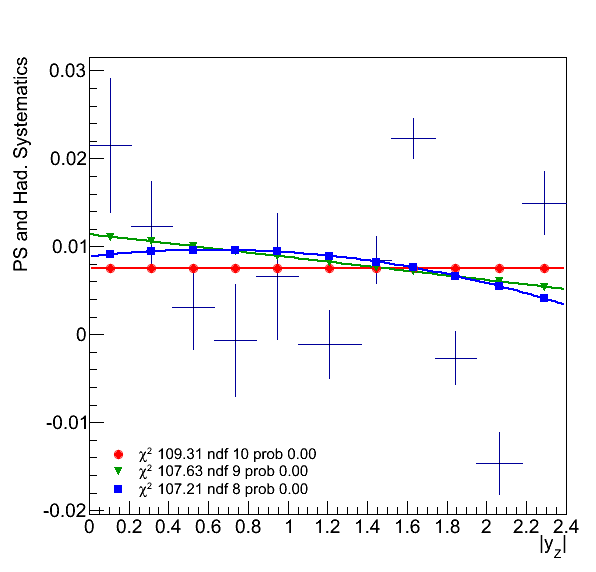 PS and Had. Systematics
0.03
0.02
0.01
0
-0.01
-0.02
χ² 109.31 ndf 10 prob 0.00
χ² 107.63 ndf 9 prob 0.00
χ² 107.21 ndf 8 prob 0.00
0 0.2 0.4 0.6 0.8 1 1.2 1.4 1.6 1.8 2 2.2 2.4
|y_Z|